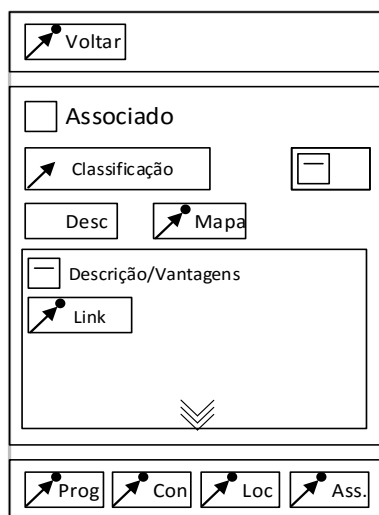 Voltar
Associado
Classificação
Desc Mapa
Descrição/Vantagens
Link
Prog Con Loc Ass.